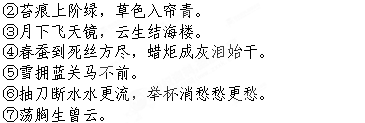 ②苔痕上阶绿，草色入帘青。
③月下飞天镜，云生结海楼。
④春蚕到死丝方尽，蜡炬成灰泪始干。
⑤雪拥蓝关马不前。
⑥抽刀断水水更流，举杯消愁愁更愁。
⑦荡胸生曾云。